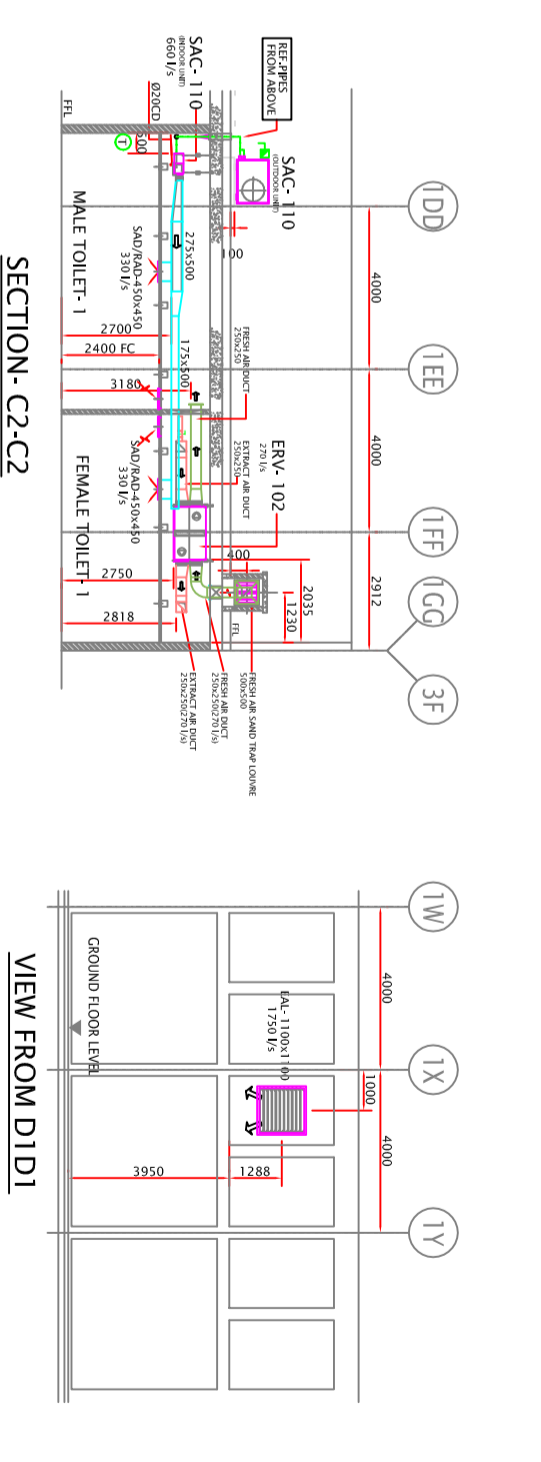 1DD
1EE
1FF
1GG
3F
4000
4000
2912
REF.PIPES
FROM ABOVE
SAC- 110
(OUTDOOR UNIT)
SAC- 110
(INDOOR UNIT)
660 l/s
Ø20CD
FFL
T
100
275x500
175x500
SAD/RAD-450x450
330 l/s
MALE TOILET- 1
2700
2400 FC
3180
FRESH AIR DUCT
250x250
EXTRACT AIR DUCT
250x250
ERV- 102
270 l/s
400
2035
1230
FFL
SAD/RAD-450x450
330 l/s
FEMALE TOILET- 1
2750
2818
FRESH AIR SAND TRAP LOUVRE
500x500
FRESH AIR DUCT
250x250(270 l/s)
EXTRACT AIR DUCT
250x250(270 l/s)
SECTION- C2-C2
1W
1X
1Y
4000
4000
1000
EAL- 1100x1100
1750 l/s
1288
3950
GROUND FLOOR LEVEL
VIEW FROM D1D1